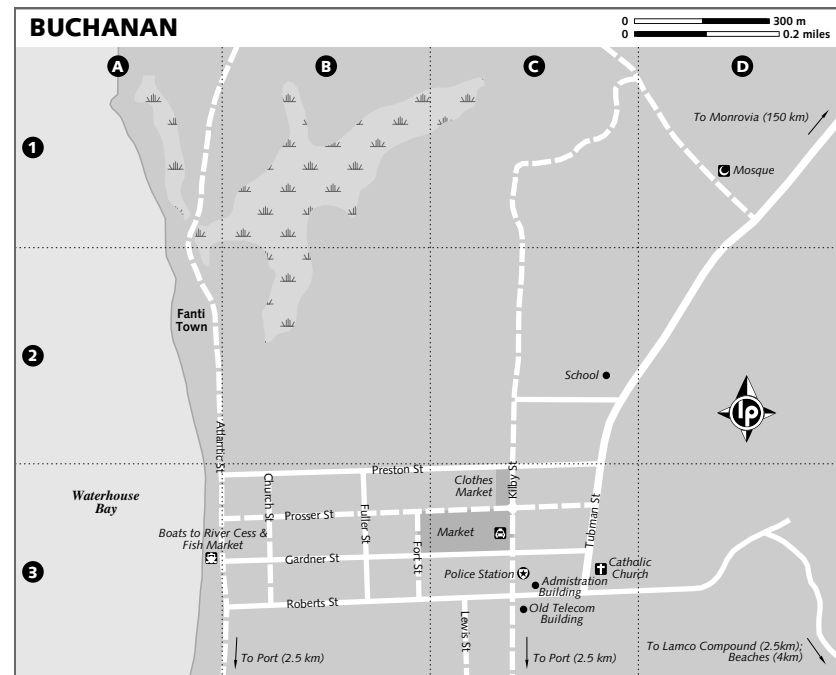 BUCHANAN
0 300 m
0 0.2 miles
A B C D
1
To Monrovia (150 km)
Mosque
Fanti
Town
2
School
lp
Atlantic St
Preston St
Kilby St
Clothes
Market
Church St
Waterhouse
Bay
Prosser St
Fuller St
Tubman St
Boats to River Cess &
Fish Market
Market
Fort St
3
Gardner St
Police Station
Catholic
Church
Admistration
Building
Roberts St
Old Telecom
Building
Lewis St
To Port (2.5 km)
To Port (2.5 km)
To Lamco Compound (2.5km);
Beaches (4km)